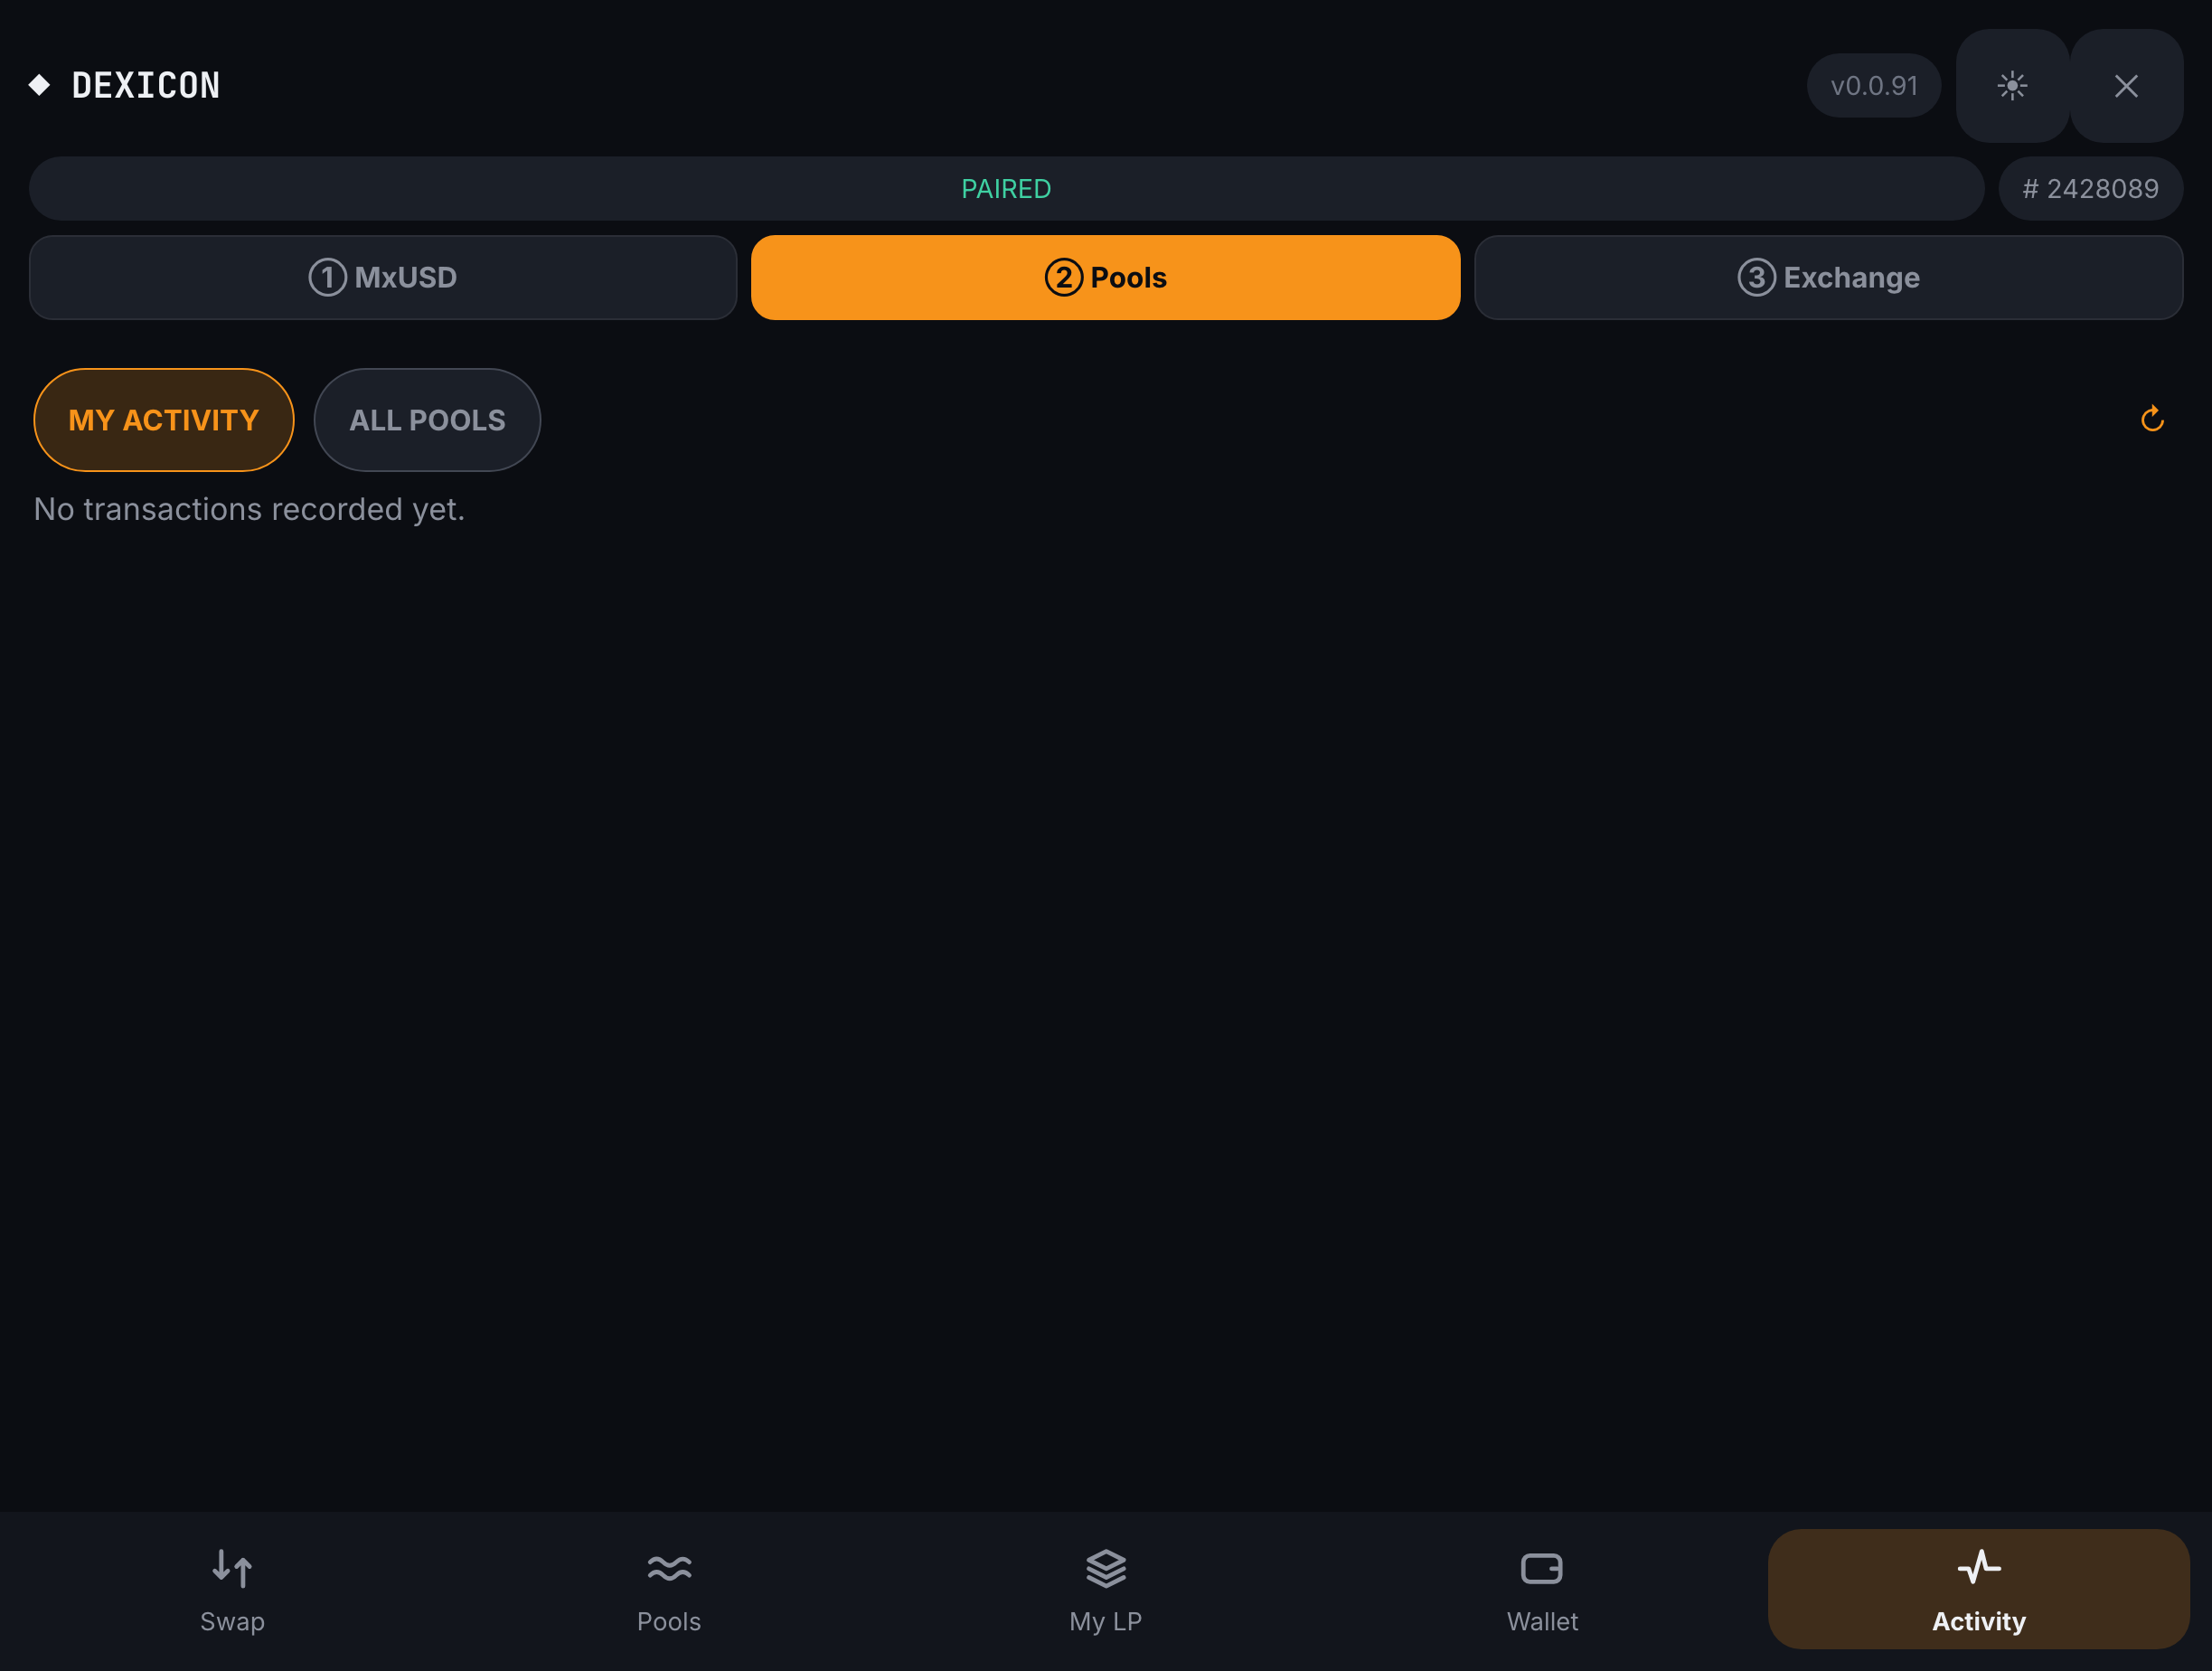 ◆ DEXICON
v0.0.91
PAIRED
# 2428089
① MxUSD
② Pools
③ Exchange
MY ACTIVITY
ALL POOLS
No transactions recorded yet.
Swap
Pools
My LP
Wallet
Activity